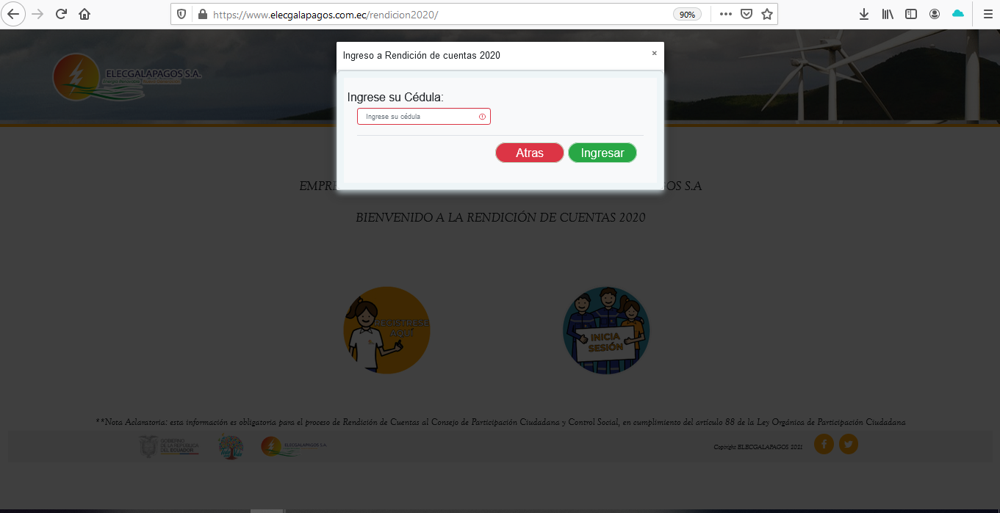 https://www.elecgalapagos.com.ec/rendicion2020/
90%
Ingreso a Rendición de cuentas 2020
×
ELECGALAPAGOS S.A.
Ingrese su Cédula:
Ingrese su cédula
Atras
Ingresar
S.A
BIENVENIDO A LA RENDICIÓN DE CUENTAS 2020
REGISTRESE
AQUÍ
INICIA
SESIÓN
**Nota Aclaratoria: esta información es obligatoria para el proceso de Rendición de Cuentas al Consejo de Participación Ciudadana y Control Social, en cumplimiento del artículo 88 de la Ley Orgánica de Participación Ciudadana
GOBIERNO
DE LA REPÚBLICA
DEL ECUADOR
ELECGALAPAGOS S.A.
Copyright ELECGALAPAGOS 2021